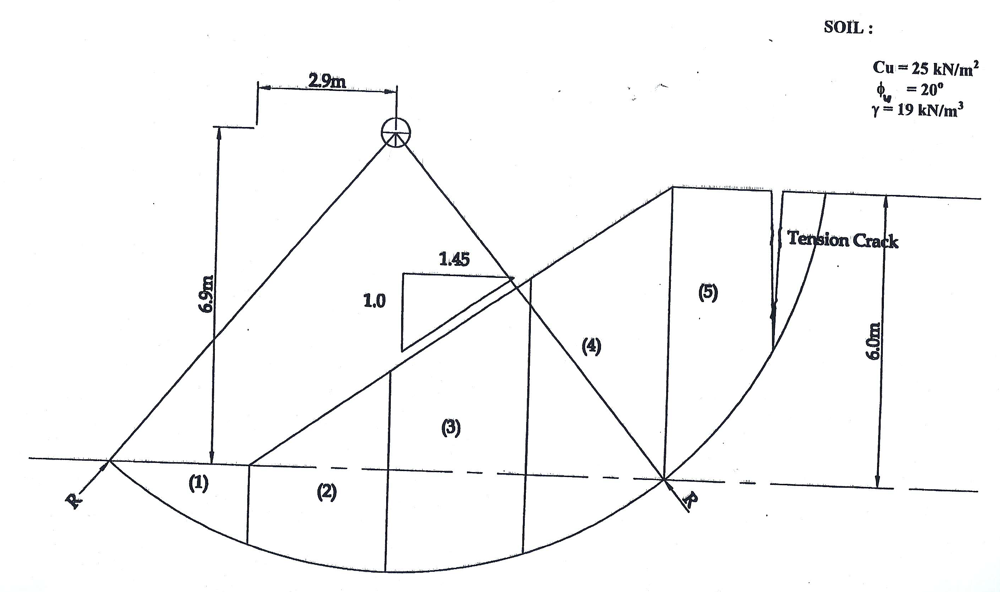 SOIL :
Cu = 25 kN/m²
ϕᵤ = 20º
γ = 19 kN/m³
2.9m
6.9m
1.45
1.0
Tension Crack
6.0m
(1)
(2)
(3)
(4)
(5)
R
R